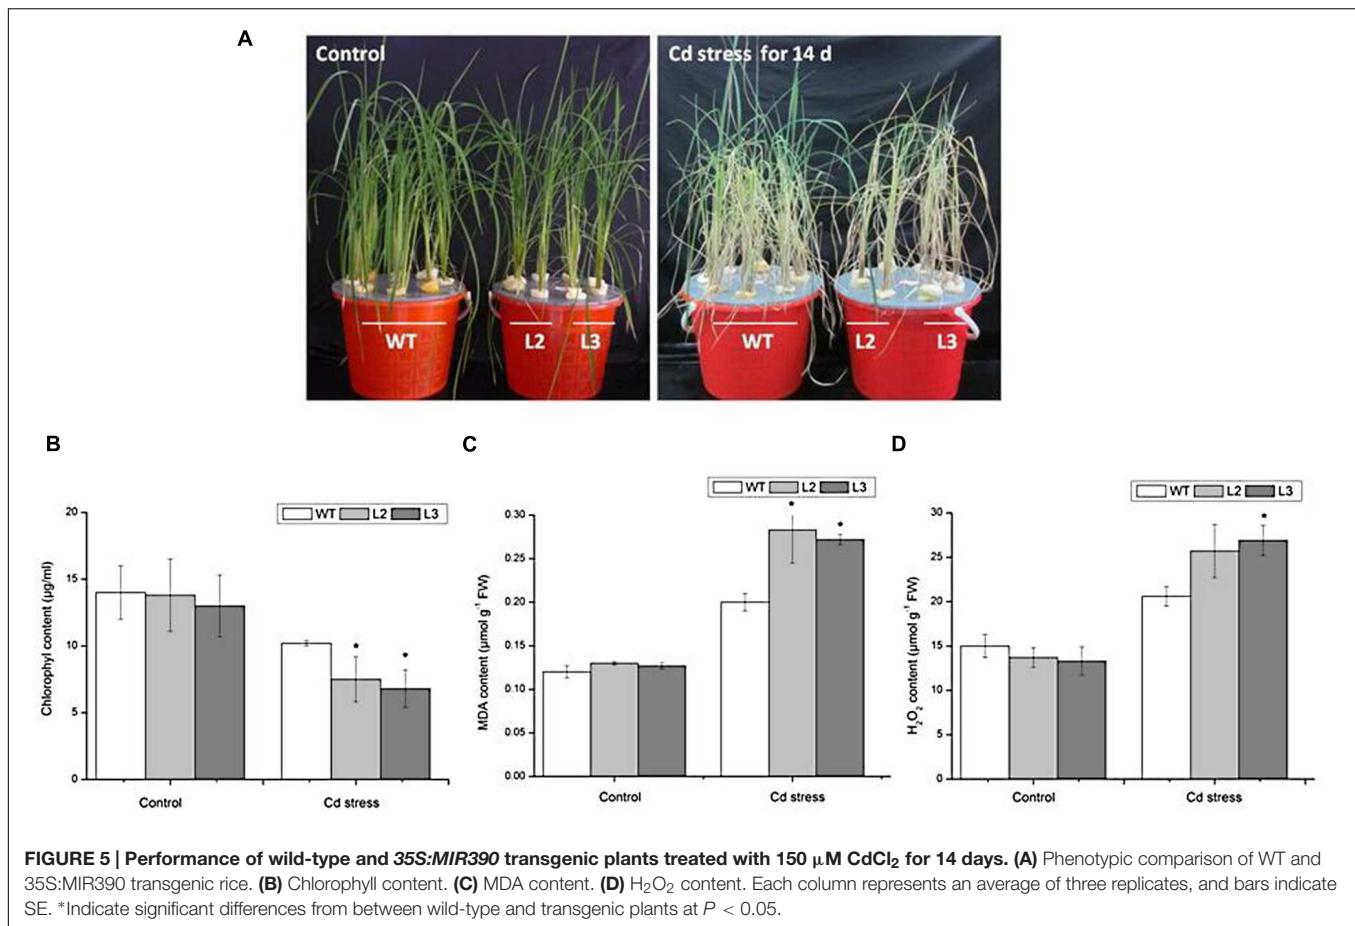 A
Control
Cd stress for 14 d
WT
L2
L3
WT
L2
L3
B
WT
L2
L3
Chlorophyl content (μg/ml)
20
15
10
5
0
*
*
Control
Cd stress
C
WT
L2
L3
MDA content (μmol g⁻¹ FW)
0.30
0.25
0.20
0.15
0.10
0.05
0.00
*
*
Control
Cd stress
D
WT
L2
L3
H₂O₂ content (μmol g⁻¹ FW)
30
25
20
15
10
5
0
*
Control
Cd stress
FIGURE 5 | Performance of wild-type and 35S:MIR390 transgenic plants treated with 150 μM CdCl₂ for 14 days. (A) Phenotypic comparison of WT and
35S:MIR390 transgenic rice. (B) Chlorophyll content. (C) MDA content. (D) H₂O₂ content. Each column represents an average of three replicates, and bars indicate
SE. *Indicate significant differences from between wild-type and transgenic plants at P < 0.05.